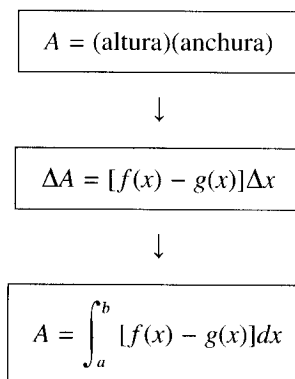 A = (altura)(anchura)
↓
ΔA = [f(x) − g(x)]Δx
↓
A = ∫_a^b [f(x) − g(x)]dx